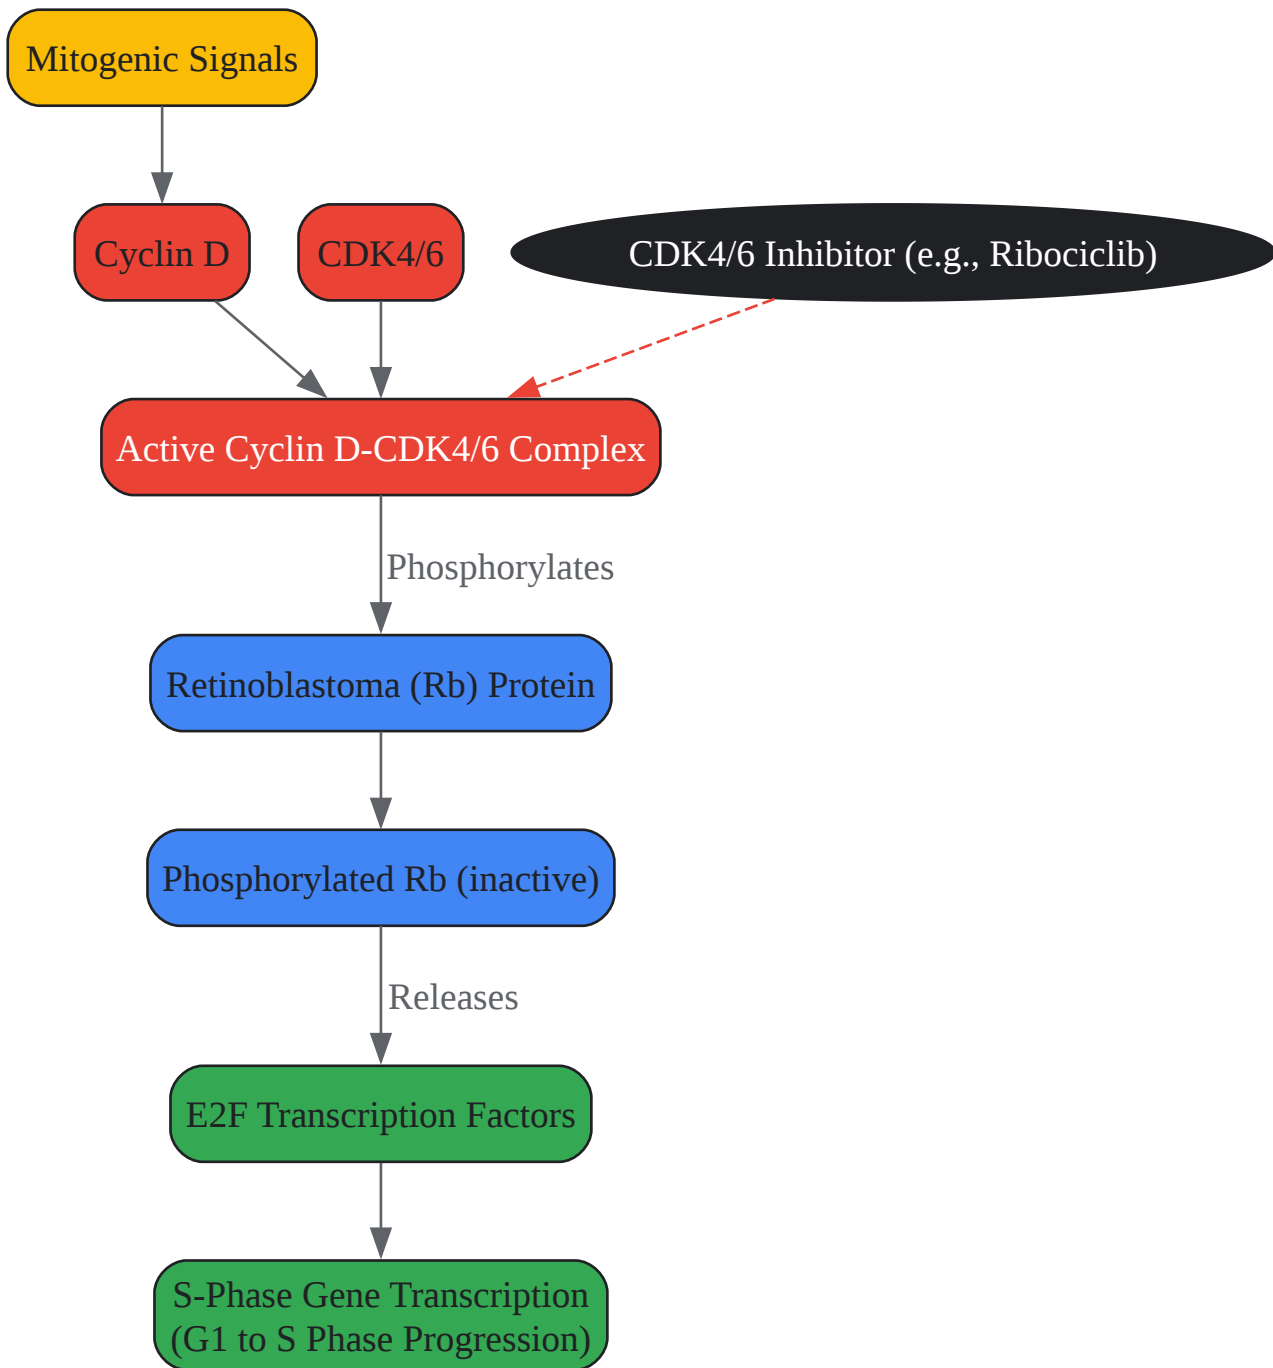 Mitogenic Signals
Cyclin D
CDK4/6
CDK4/6 Inhibitor (e.g., Ribociclib)
Active Cyclin D-CDK4/6 Complex
Phosphorylates
Retinoblastoma (Rb) Protein
Phosphorylated Rb (inactive)
Releases
E2F Transcription Factors
S-Phase Gene Transcription
(G1 to S Phase Progression)